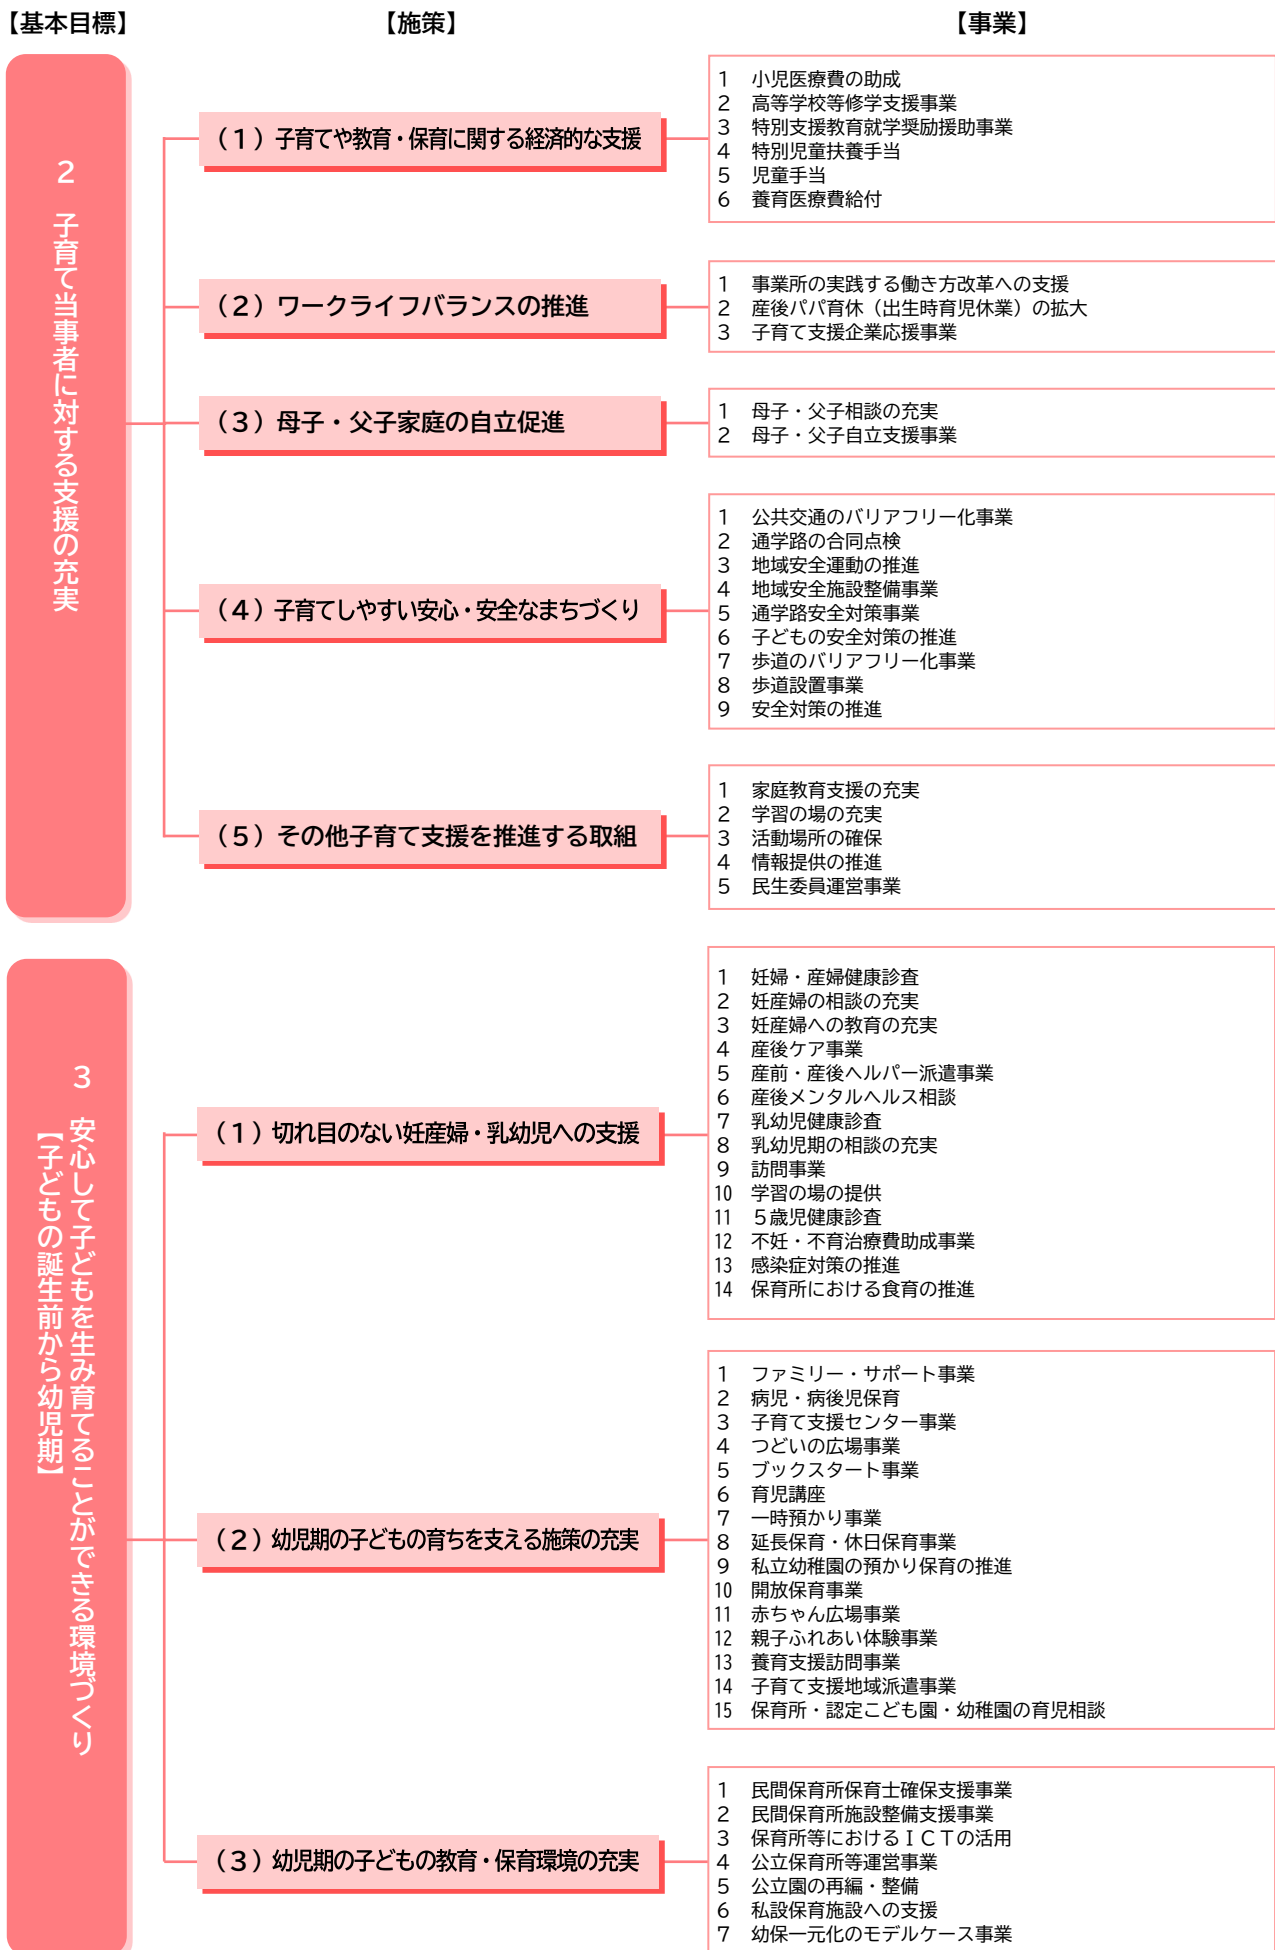 【基本目標】
【施策】
【事業】
2　子育て当事者に対する支援の充実
（1）子育てや教育・保育に関する経済的な支援
1　小児医療費の助成
2　高等学校等修学支援事業
3　特別支援教育就学奨励援助事業
4　特別児童扶養手当
5　児童手当
6　養育医療費給付
（2）ワークライフバランスの推進
1　事業所の実践する働き方改革への支援
2　産後パパ育休（出生時育児休業）の拡大
3　子育て支援企業応援事業
（3）母子・父子家庭の自立促進
1　母子・父子相談の充実
2　母子・父子自立支援事業
（4）子育てしやすい安心・安全なまちづくり
1　公共交通のバリアフリー化事業
2　通学路の合同点検
3　地域安全運動の推進
4　地域安全施設整備事業
5　通学路安全対策事業
6　子どもの安全対策の推進
7　歩道のバリアフリー化事業
8　歩道設置事業
9　安全対策の推進
（5）その他子育て支援を推進する取組
1　家庭教育支援の充実
2　学習の場の充実
3　活動場所の確保
4　情報提供の推進
5　民生委員運営事業
3　安心して子どもを生み育てることができる環境づくり
【子どもの誕生前から幼児期】
（1）切れ目のない妊産婦・乳幼児への支援
1　妊婦・産婦健康診査
2　妊産婦の相談の充実
3　妊産婦への教育の充実
4　産後ケア事業
5　産前・産後ヘルパー派遣事業
6　産後メンタルヘルス相談
7　乳幼児健康診査
8　乳幼児期の相談の充実
9　訪問事業
10　学習の場の提供
11　５歳児健康診査
12　不妊・不育治療費助成事業
13　感染症対策の推進
14　保育所における食育の推進
（2）幼児期の子どもの育ちを支える施策の充実
1　ファミリー・サポート事業
2　病児・病後児保育
3　子育て支援センター事業
4　つどいの広場事業
5　ブックスタート事業
6　育児講座
7　一時預かり事業
8　延長保育・休日保育事業
9　私立幼稚園の預かり保育の推進
10　開放保育事業
11　赤ちゃん広場事業
12　親子ふれあい体験事業
13　養育支援訪問事業
14　子育て支援地域派遣事業
15　保育所・認定こども園・幼稚園の育児相談
（3）幼児期の子どもの教育・保育環境の充実
1　民間保育所保育士確保支援事業
2　民間保育所施設整備支援事業
3　保育所等におけるＩＣＴの活用
4　公立保育所等運営事業
5　公立園の再編・整備
6　私設保育施設への支援
7　幼保一元化のモデルケース事業